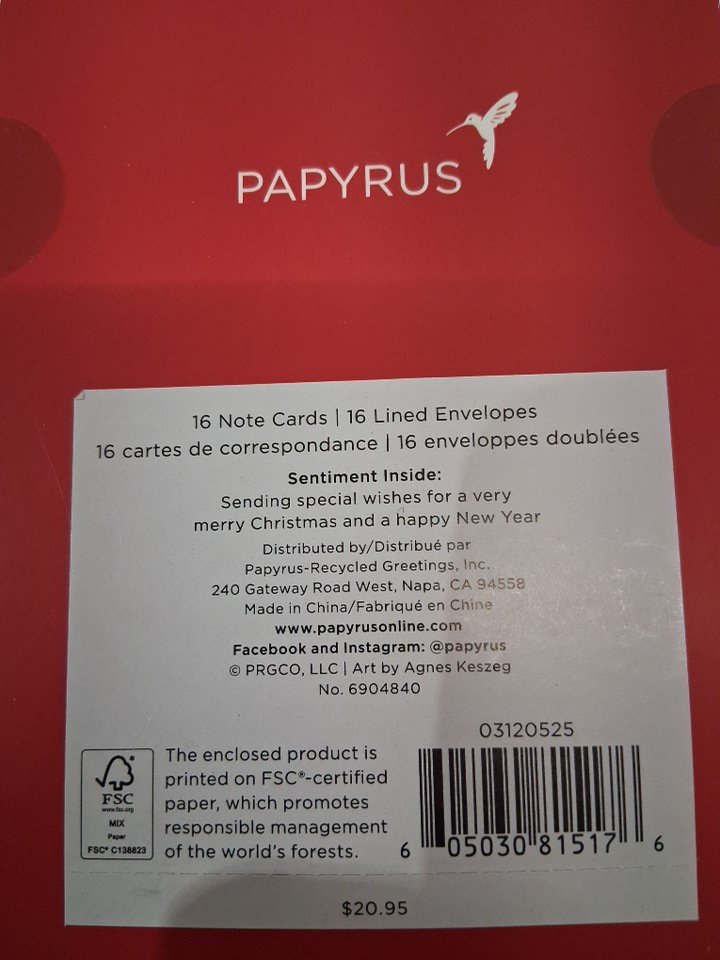 PAPYRUS
16 Note Cards | 16 Lined Envelopes
16 cartes de correspondance | 16 enveloppes doublées
Sentiment Inside:
Sending special wishes for a very
merry Christmas and a happy New Year
Distributed by/Distribué par
Papyrus-Recycled Greetings, Inc.
240 Gateway Road West, Napa, CA 94558
Made in China/Fabriqué en Chine
www.papyrusonline.com
Facebook and Instagram: @papyrus
© PRGCO, LLC | Art by Agnes Keszeg
No. 6904840
03120525
The enclosed product is
printed on FSC®-certified
paper, which promotes
responsible management
of the world's forests.
FSC
www.fsc.org
MIX
Paper
FSC® C138823
6 05030 81517 6
$20.95